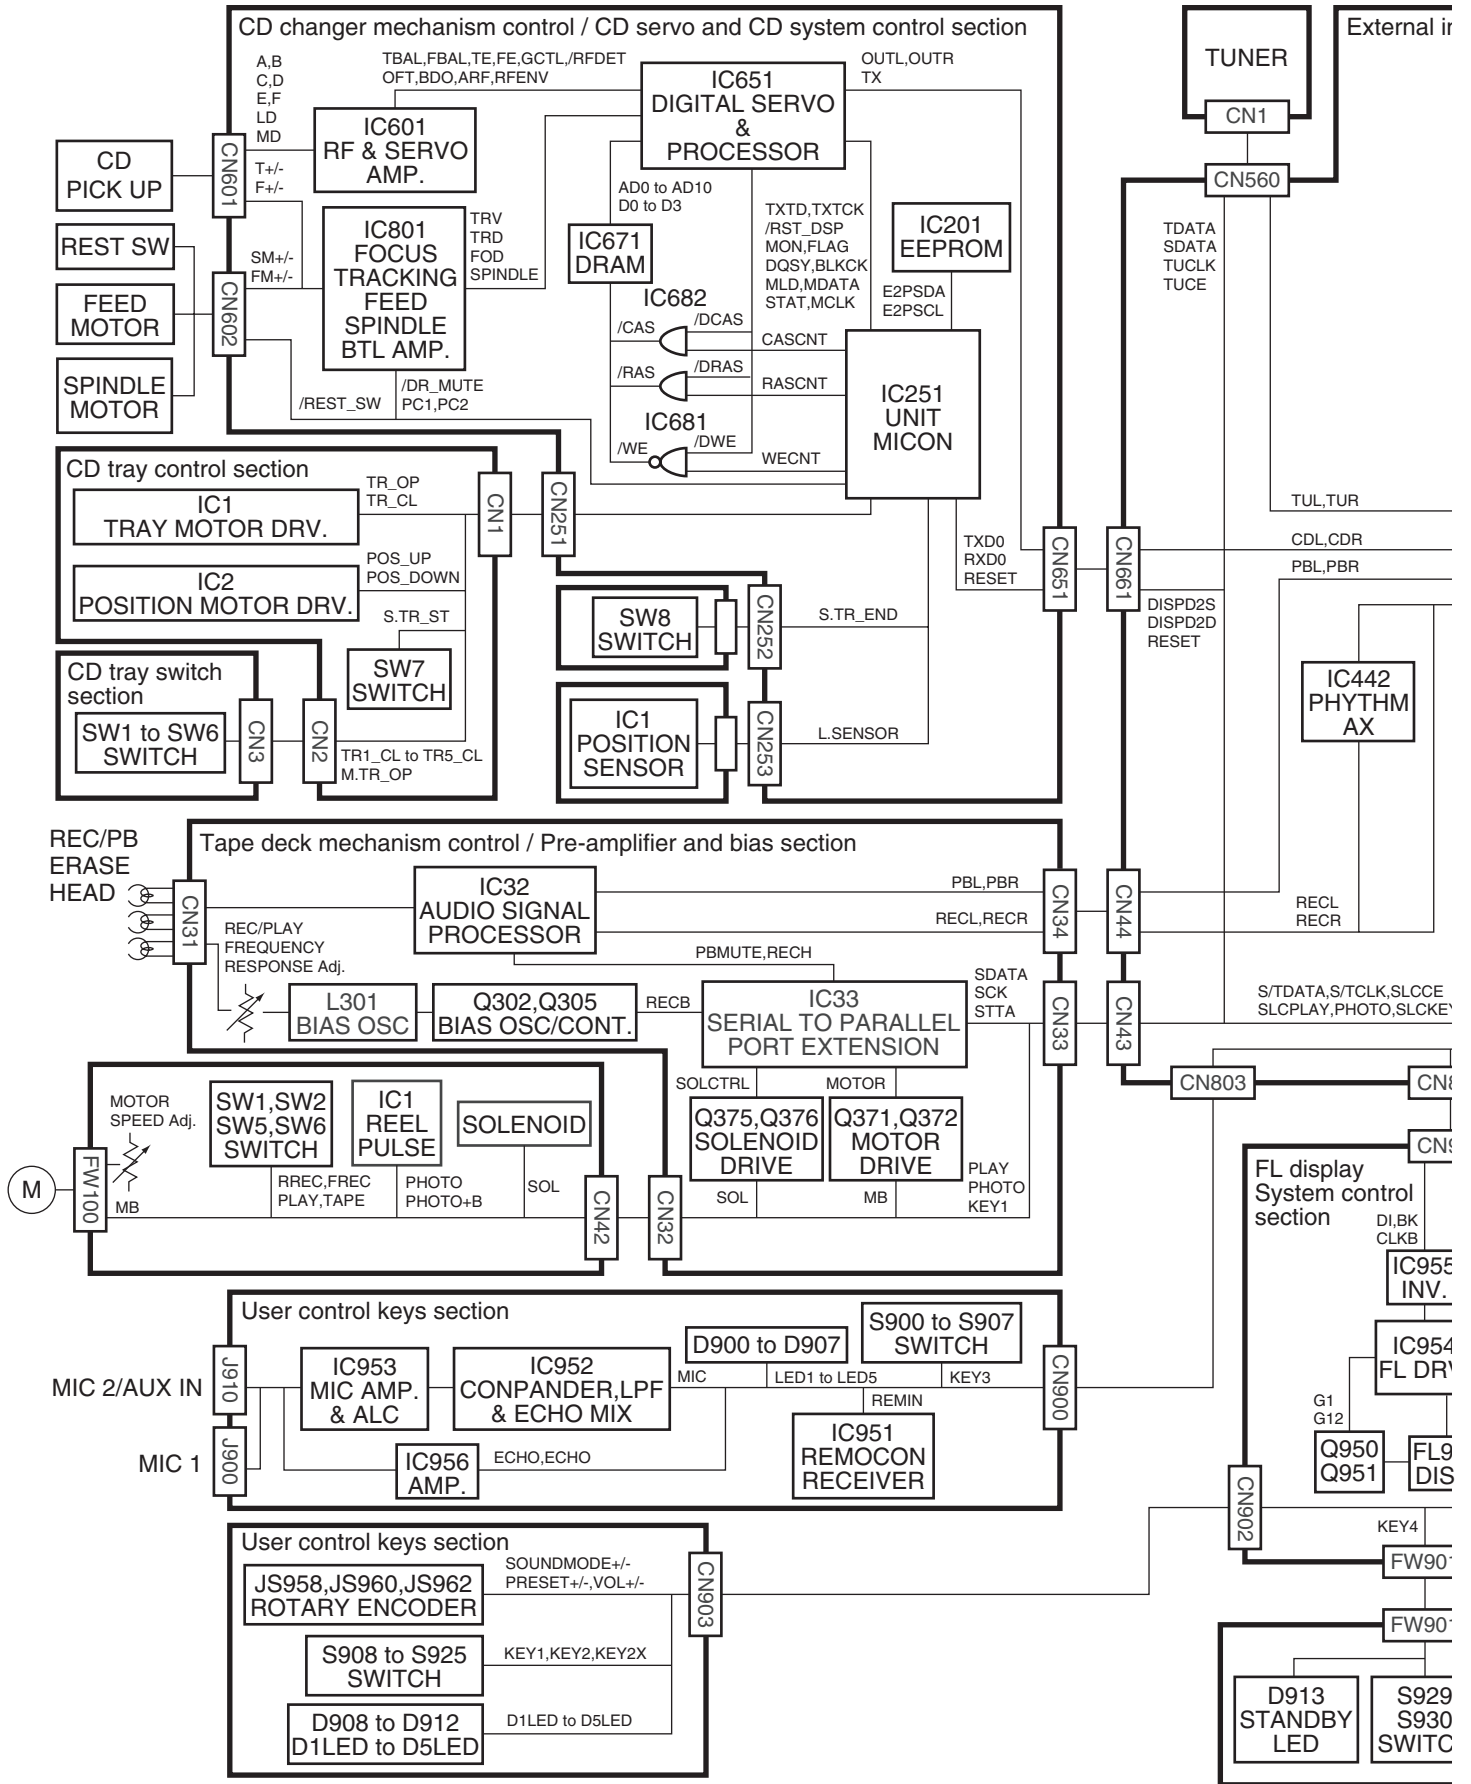 CD changer mechanism control / CD servo and CD system control section
A,B
C,D
E,F
LD
MD
TBAL,FBAL,TE,FE,GCTL,/RFDET
OFT,BDO,ARF,RFENV
IC651
DIGITAL SERVO
&
PROCESSOR
OUTL,OUTR
TX
TUNER
CN1
External
CD
PICK UP
CN601
IC601
RF & SERVO
AMP.
T+/-
F+/-
CN560
AD0 to AD10
D0 to D3
TXTD,TXTCK
/RST_DSP
MON,FLAG
DQSY,BLKCK
MLD,MDATA
STAT,MCLK
IC201
EEPROM
TDATA
SDATA
TUCLK
TUCE
REST SW
IC801
FOCUS
TRACKING
FEED
SPINDLE
BTL AMP.
TRV
TRD
FOD
SPINDLE
IC671
DRAM
SM+/-
FM+/-
E2PSDA
E2PSCL
FEED
MOTOR
CN602
IC682
/CAS
/DCAS
CASCNT
/RAS
/DRAS
RASCNT
IC251
UNIT
MICON
SPINDLE
MOTOR
/REST_SW
/DR_MUTE
PC1,PC2
IC681
/WE
/DWE
WECNT
CD tray control section
IC1
TRAY MOTOR DRV.
TR_OP
TR_CL
CN1
CN251
TUL,TUR
TXD0
RXD0
RESET
CN651
CN661
CDL,CDR
PBL,PBR
IC2
POSITION MOTOR DRV.
POS_UP
POS_DOWN
S.TR_ST
SW7
SWITCH
SW8
SWITCH
CN252
S.TR_END
DISPD2S
DISPD2D
RESET
CD tray switch
section
SW1 to SW6
SWITCH
CN3
CN2
TR1_CL to TR5_CL
M.TR_OP
IC1
POSITION
SENSOR
CN253
L.SENSOR
IC442
PHYTHM
AX
REC/PB
ERASE
HEAD
Tape deck mechanism control / Pre-amplifier and bias section
CN31
IC32
AUDIO SIGNAL
PROCESSOR
PBL,PBR
RECL,RECR
CN34
CN44
RECL
RECR
REC/PLAY
FREQUENCY
RESPONSE Adj.
PBMUTE,RECH
L301
BIAS OSC
Q302,Q305
BIAS OSC/CONT.
RECB
IC33
SERIAL TO PARALLEL
PORT EXTENSION
SDATA
SCK
STTA
CN33
CN43
S/TDATA,S/TCLK,SLCCE
SLCPLAY,PHOTO,SLCKEY
CN803
SOLCTRL
MOTOR
MOTOR
SPEED Adj.
SW1,SW2
SW5,SW6
SWITCH
IC1
REEL
PULSE
SOLENOID
Q375,Q376
SOLENOID
DRIVE
Q371,Q372
MOTOR
DRIVE
M
FW100
MB
RREC,FREC
PLAY,TAPE
PHOTO
PHOTO+B
SOL
CN42
CN32
SOL
MB
PLAY
PHOTO
KEY1
FL display
System control
section
DI,BK
CLKB
IC955
INV.
User control keys section
MIC 2/AUX IN
J910
IC953
MIC AMP.
& ALC
IC952
CONPANDER,LPF
& ECHO MIX
MIC
D900 to D907
LED1 to LED5
S900 to S907
SWITCH
KEY3
CN900
IC954
FL
MIC 1
J900
IC956
AMP.
ECHO,ECHO
REMIN
IC951
REMOCON
RECEIVER
G1
G12
Q950
Q951
CN902
KEY4
FW901
User control keys section
JS958,JS960,JS962
ROTARY ENCODER
SOUNDMODE+/-
PRESET+/-,VOL+/-
CN903
FW901
S908 to S925
SWITCH
KEY1,KEY2,KEY2X
D908 to D912
D1LED to D5LED
D1LED to D5LED
D913
STANDBY
LED
S929
S930